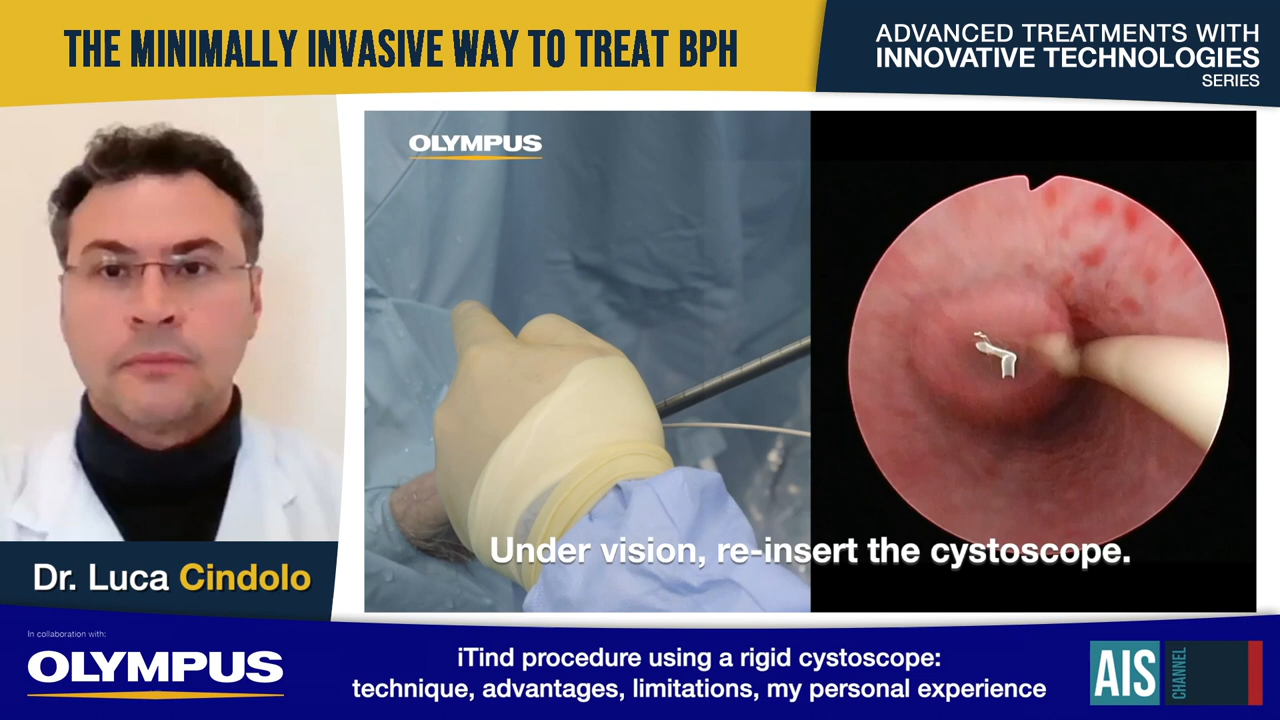 THE MINIMALLY INVASIVE WAY TO TREAT BPH
ADVANCED TREATMENTS WITH
INNOVATIVE TECHNOLOGIES
SERIES
OLYMPUS
Under vision, re-insert the cystoscope.
Dr. Luca Cindolo
In collaboration with:
OLYMPUS
iTind procedure using a rigid cystoscope:
technique, advantages, limitations, my personal experience
AIS
CHANNEL